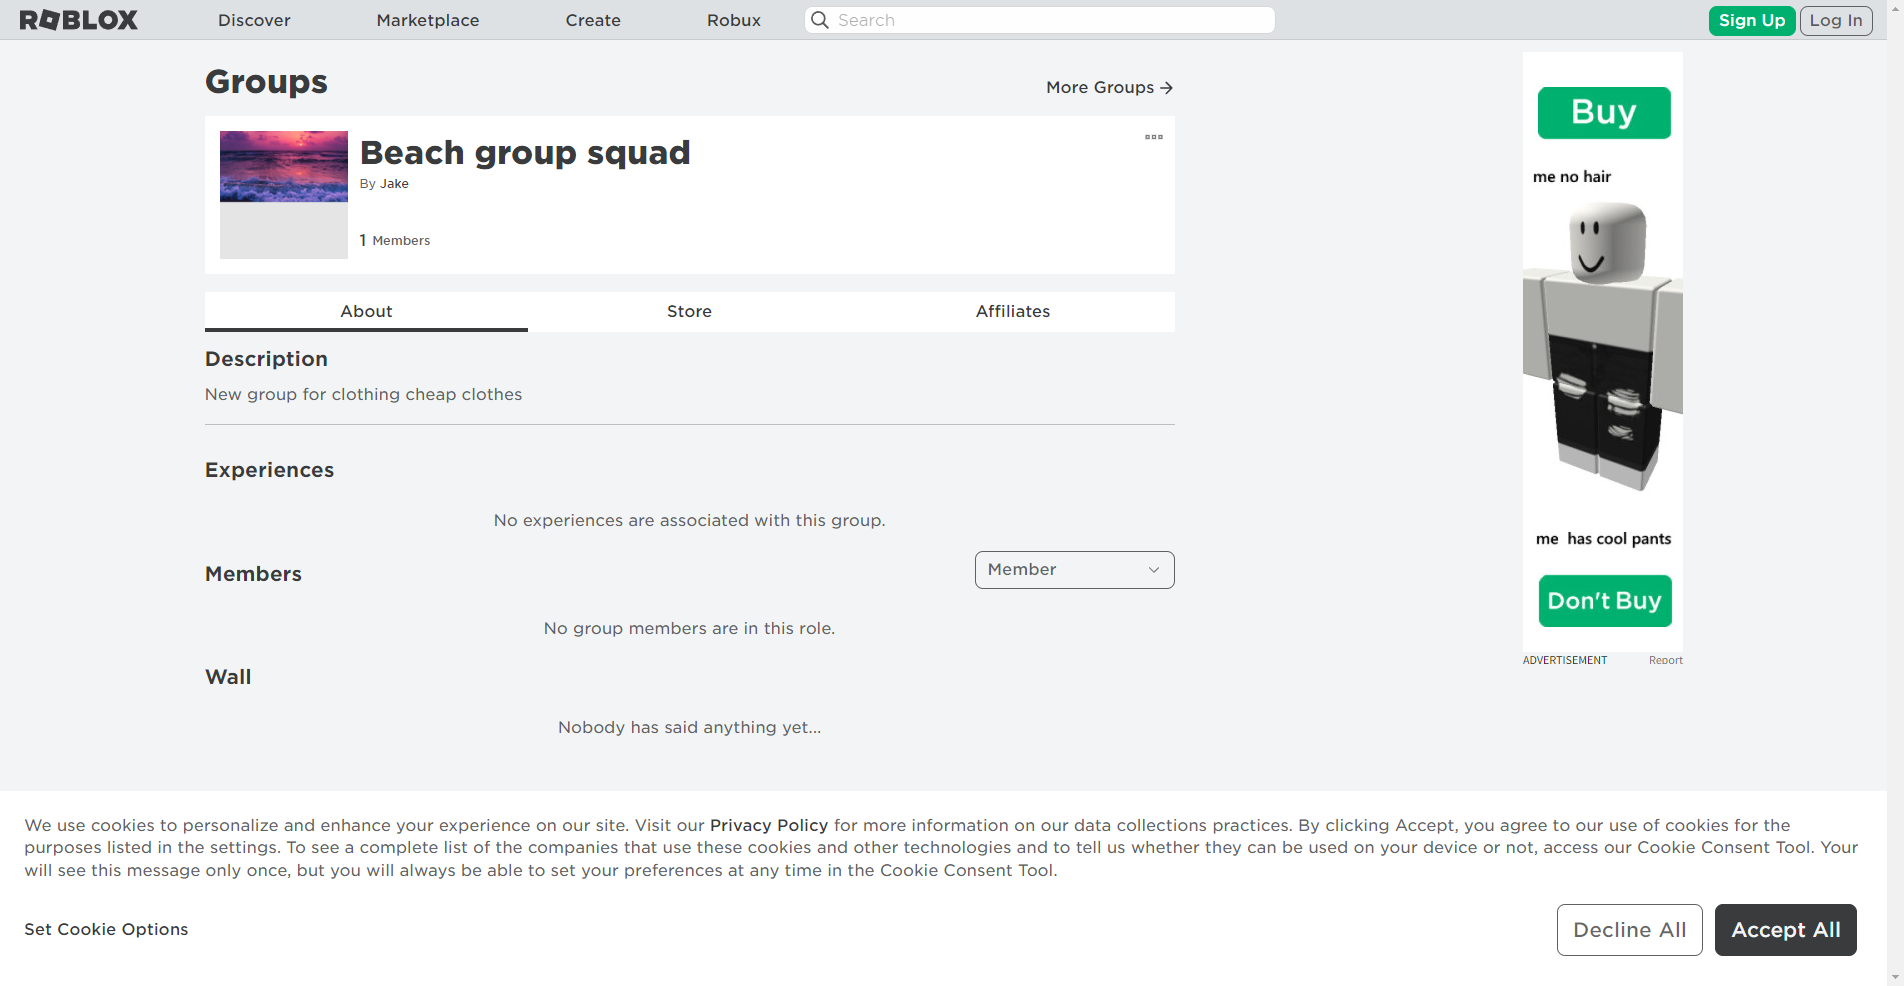 ROBLOX Discover Marketplace Create Robux Search Sign Up Log In
Groups
More Groups
Beach group squad
By Jake
1 Members
About Store Affiliates
Description
New group for clothing cheap clothes
Experiences
No experiences are associated with this group.
Members
Member
No group members are in this role.
Wall
Nobody has said anything yet...
Buy
me no hair
me has cool pants
Don't Buy
ADVERTISEMENT Report
We use cookies to personalize and enhance your experience on our site. Visit our Privacy Policy for more information on our data collections practices. By clicking Accept, you agree to our use of cookies for the
purposes listed in the settings. To see a complete list of the companies that use these cookies and other technologies and to tell us whether they can be used on your device or not, access our Cookie Consent Tool. Your
will see this message only once, but you will always be able to set your preferences at any time in the Cookie Consent Tool.
Set Cookie Options
Decline All Accept All